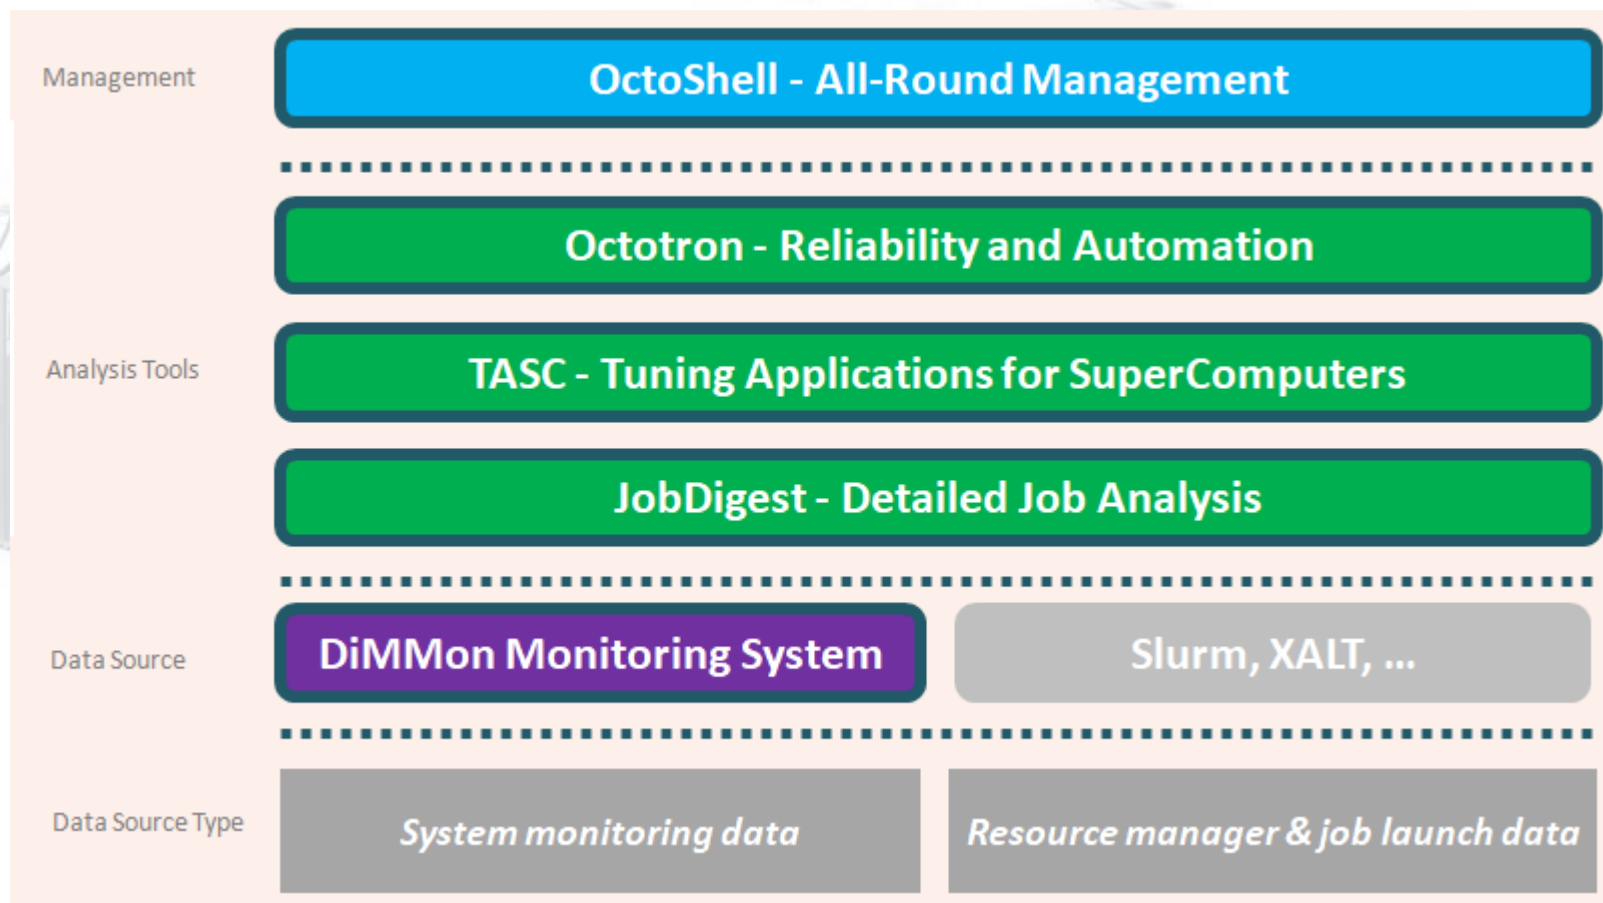 Management
OctoShell - All-Round Management
Octotron - Reliability and Automation
Analysis Tools
TASC - Tuning Applications for SuperComputers
JobDigest - Detailed Job Analysis
Data Source
DiMMon Monitoring System
Slurm, XALT, ...
Data Source Type
System monitoring data
Resource manager & job launch data